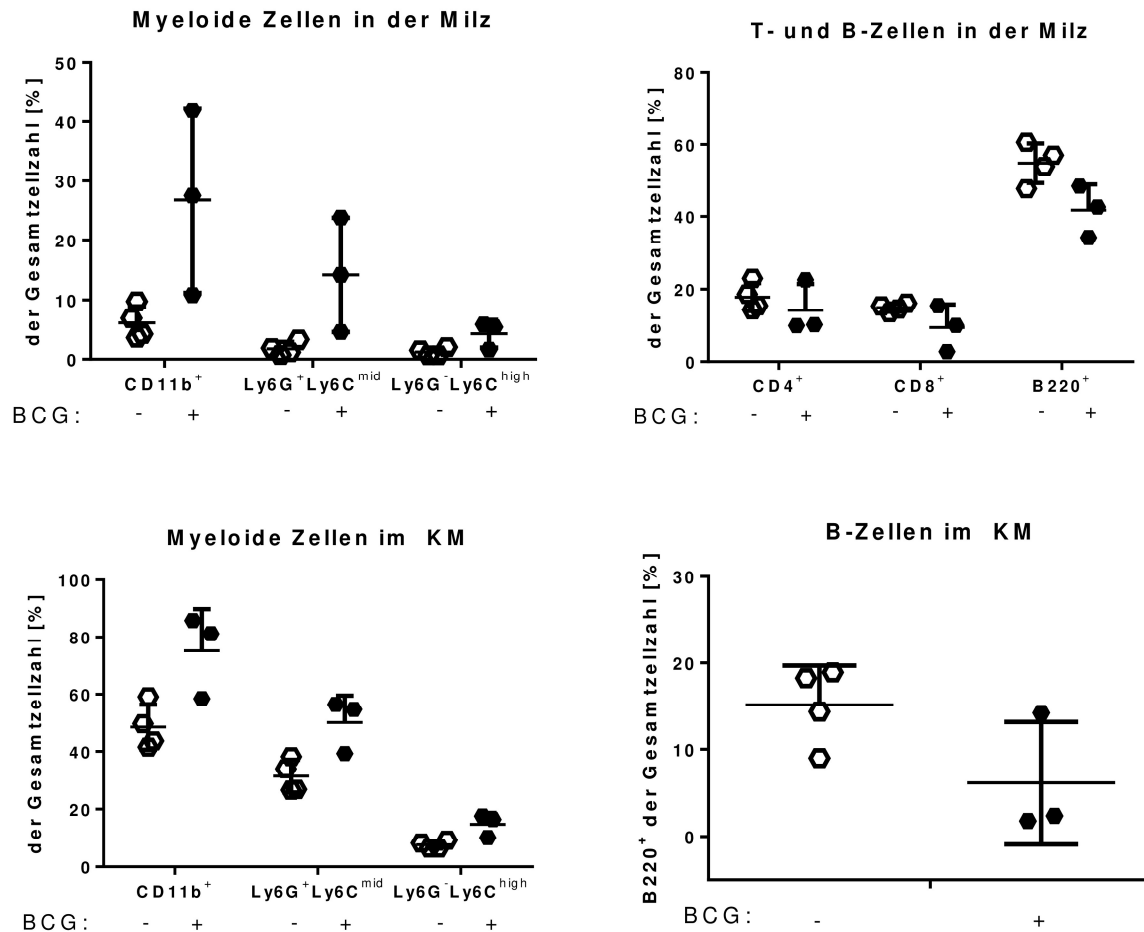 Myeloide Zellen in der Milz
der Gesamtzellzahl [%]
50
40
30
20
10
0
CD11b⁺ Ly6G⁺Ly6Cᵐⁱᵈ Ly6G⁻Ly6Cʰⁱᵍʰ
BCG: - + - + - +
T- und B-Zellen in der Milz
der Gesamtzellzahl [%]
80
60
40
20
0
CD4⁺ CD8⁺ B220⁺
BCG: - + - + - +
Myeloide Zellen im KM
der Gesamtzellzahl [%]
100
80
60
40
20
0
CD11b⁺ Ly6G⁺Ly6Cᵐⁱᵈ Ly6G⁻Ly6Cʰⁱᵍʰ
BCG: - + - + - +
B-Zellen im KM
B220⁺ der Gesamtzellzahl [%]
30
20
10
0
BCG: - +